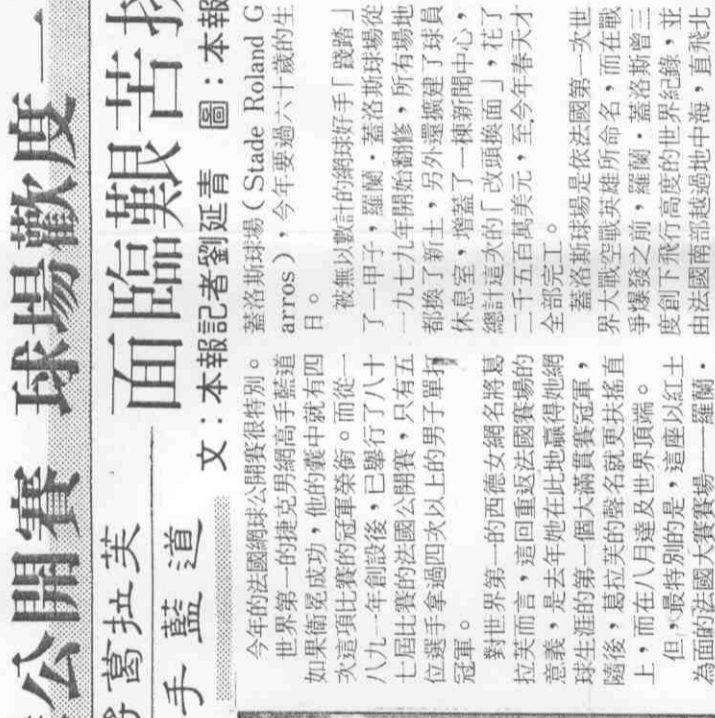 公開賽 球場歡度一
葛拉芙
手藍道
面臨艱苦
文：本報記者劉延青 圖：本報
今年的法國網球公開賽很特別。
世界第一的捷克男網高手藍道
如果衛冕成功，他的囊中就有四
次這項比賽的冠軍榮銜。而從一
八九一年創設後，已舉行了八十
七屆比賽的法國公開賽，只有五
位選手拿過四次以上的男子單打
冠軍。
對世界第一的西德女網名將葛
拉芙而言，這回重返法國賽場的
意義，是去年她在此地贏得她網
球生涯的第一個大滿貫賽冠軍，
隨後，葛拉芙的聲名就更扶搖直
上，而在八月達及世界頂端。
但，最特別的是，這座以紅土
為面的法國大賽賽場——羅蘭．
蓋洛斯球場（Stade Roland G
arros），今年要過六十歲的生
日。
被無以數計的網球好手「踐踏」
了一甲子，羅蘭．蓋洛斯球場從
一九七九年開始翻修，所有場地
都換了新土，另外還擴建了球員
休息室，增蓋了一棟新聞中心，
總計這次的「改頭換面」，花了
二千五百萬美元，至今年春天才
全部完工。
蓋洛斯球場是依法國第一次世
界大戰空戰英雄所命名，而在戰
爭爆發之前，羅蘭．蓋洛斯曾三
度創下飛行高度的世界紀錄，並
由法國南部越過地中海，直飛北